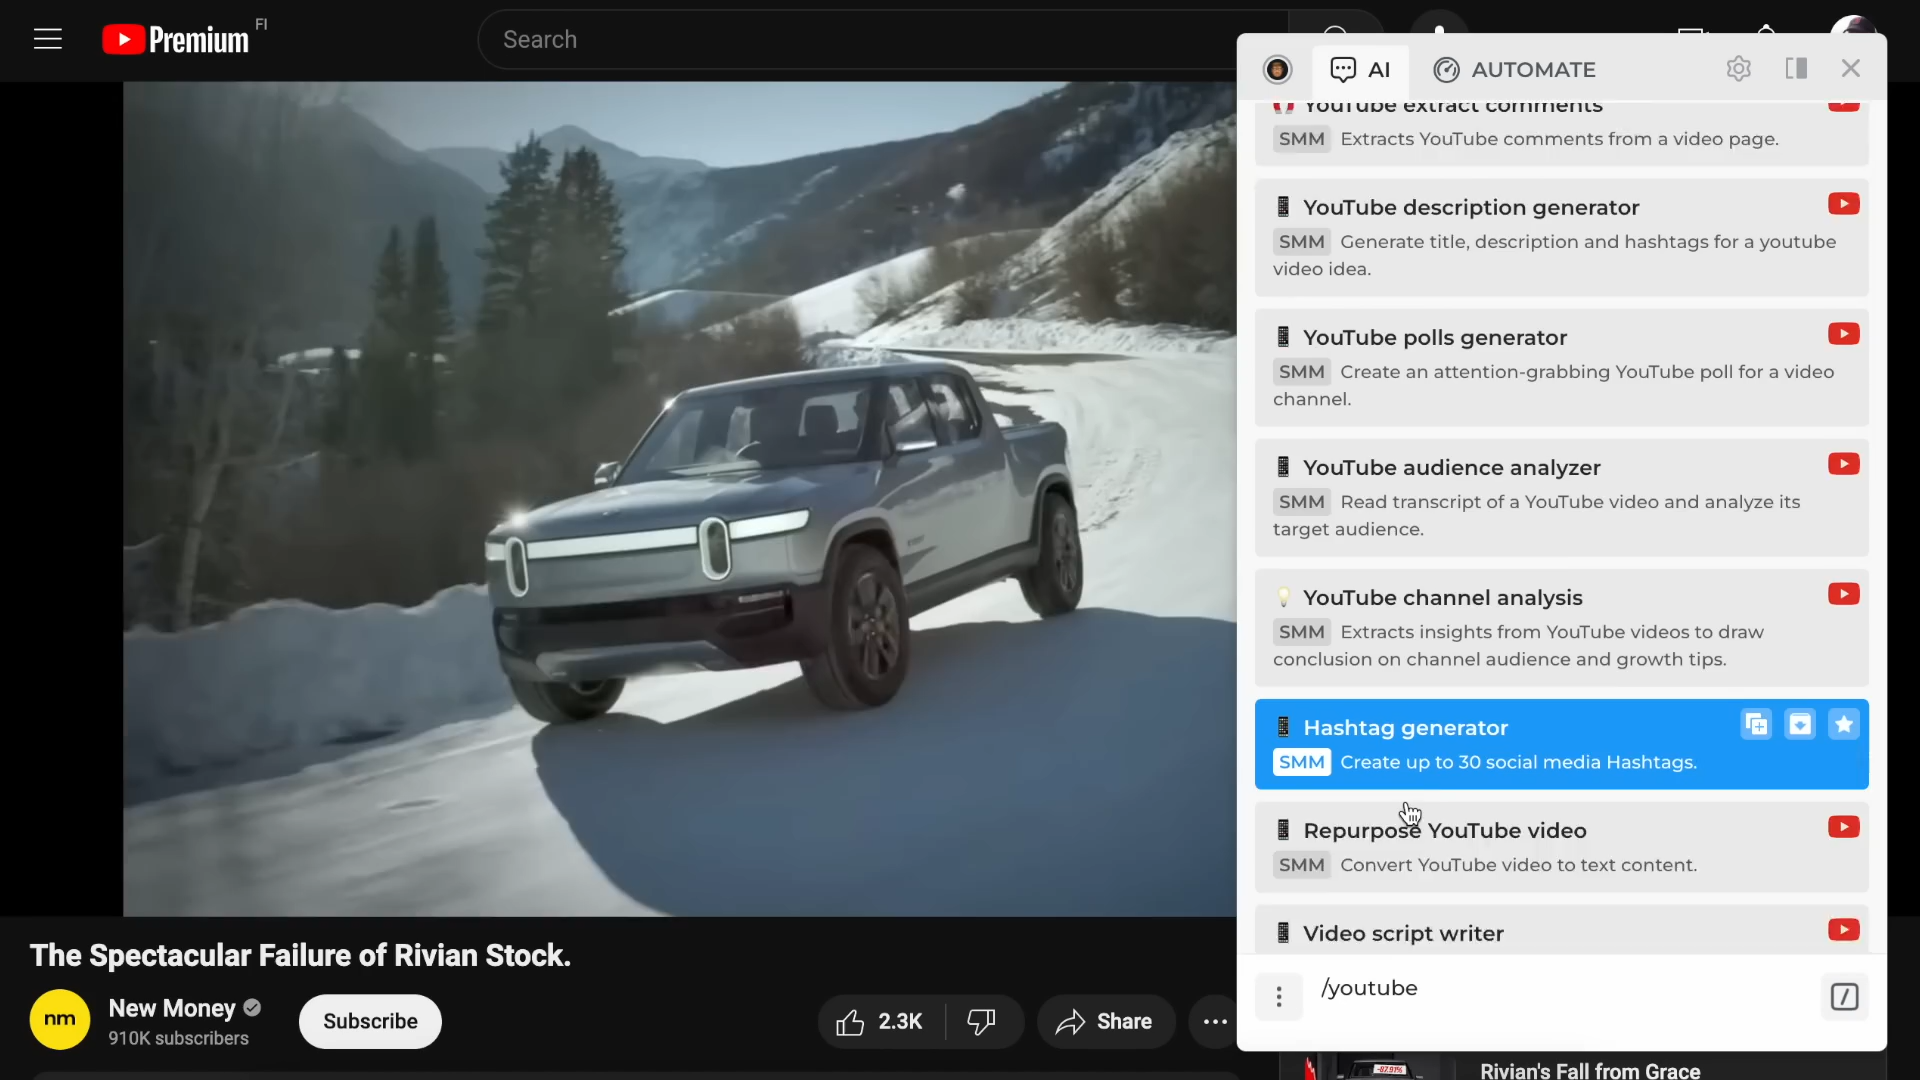 Premium
FI
Search
AI
AUTOMATE
YouTube extract comments
SMM Extracts YouTube comments from a video page.
YouTube description generator
SMM Generate title, description and hashtags for a youtube
video idea.
YouTube polls generator
SMM Create an attention-grabbing YouTube poll for a video
channel.
YouTube audience analyzer
SMM Read transcript of a YouTube video and analyze its
target audience.
YouTube channel analysis
SMM Extracts insights from YouTube videos to draw
conclusion on channel audience and growth tips.
Hashtag generator
SMM Create up to 30 social media Hashtags.
Repurpose YouTube video
SMM Convert YouTube video to text content.
Video script writer
/youtube
The Spectacular Failure of Rivian Stock.
nm
New Money
910K subscribers
Subscribe
2.3K
Share
-87.91%
Rivian's Fall from Grace